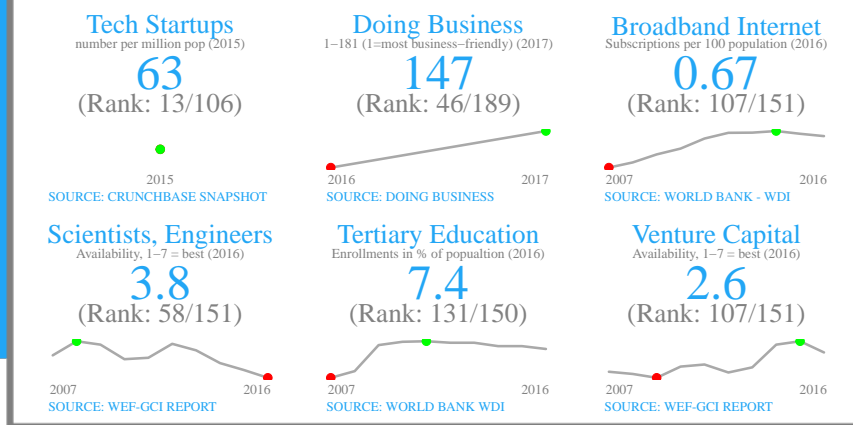 Tech Startups
number per million pop (2015)
63
(Rank: 13/106)
2015
SOURCE: CRUNCHBASE SNAPSHOT
Doing Business
1−181 (1=most business−friendly) (2017)
147
(Rank: 46/189)
2016 2017
SOURCE: DOING BUSINESS
Broadband Internet
Subscriptions per 100 population (2016)
0.67
(Rank: 107/151)
2007 2016
SOURCE: WORLD BANK - WDI
Scientists, Engineers
Availability, 1−7 = best (2016)
3.8
(Rank: 58/151)
2007 2016
SOURCE: WEF-GCI REPORT
Tertiary Education
Enrollments in % of popualtion (2016)
7.4
(Rank: 131/150)
2007 2016
SOURCE: WORLD BANK WDI
Venture Capital
Availability, 1−7 = best (2016)
2.6
(Rank: 107/151)
2007 2016
SOURCE: WEF-GCI REPORT